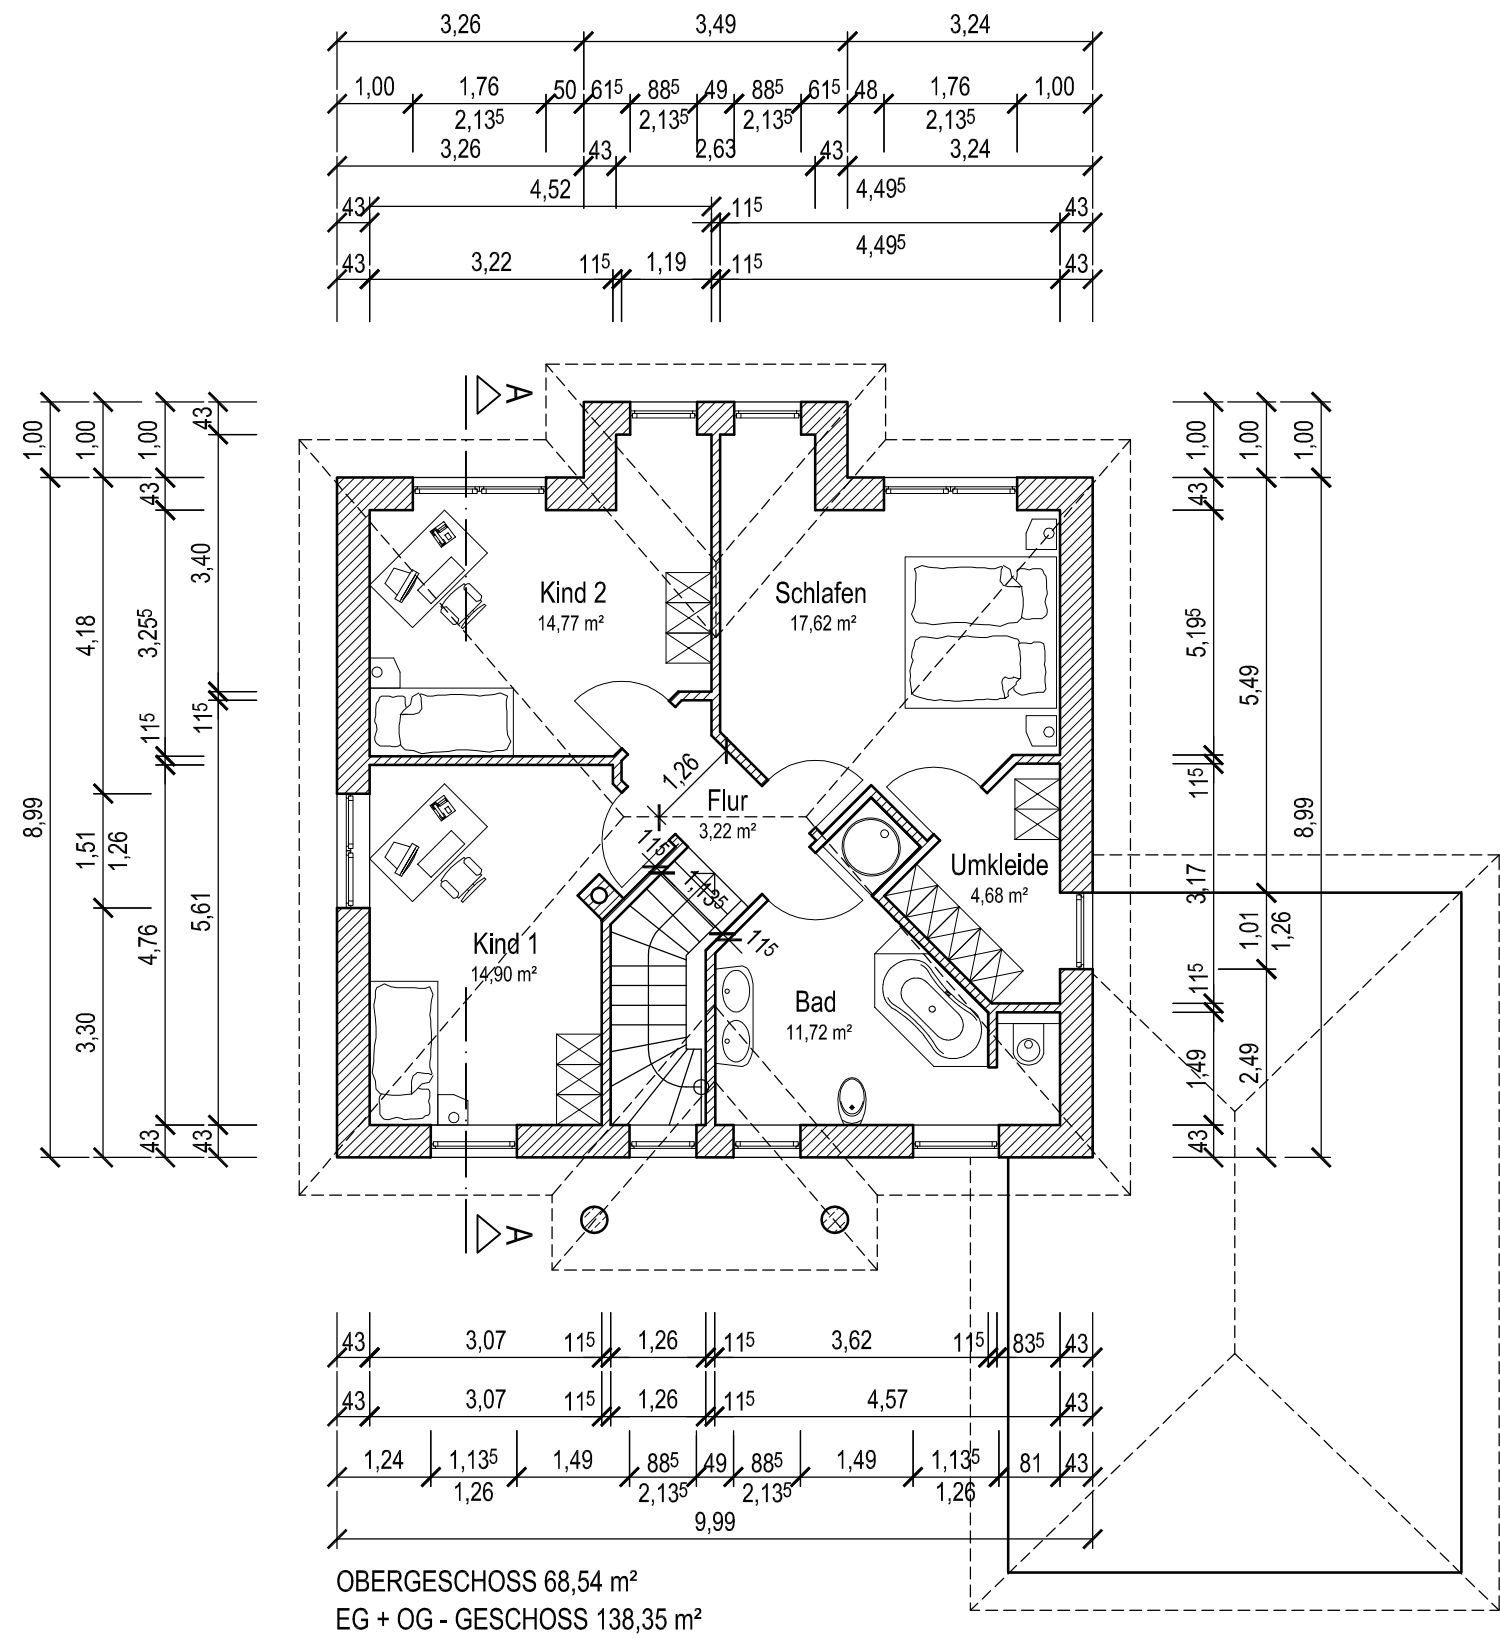 3,26 3,49 3,24
1,00 1,76 50 61⁵ 88⁵ 49 88⁵ 61⁵ 48 1,76 1,00
2,13⁵ 2,13⁵ 2,13⁵ 2,13⁵
3,26 43 2,63 43 3,24
4,52 4,49⁵
43 11⁵ 43
4,49⁵
43 3,22 11⁵ 1,19 11⁵ 43
A
1,00 1,00 1,00 43
43
3,40
4,18 3,25⁵
11⁵ 11⁵
8,99 1,51 1,26
5,61
4,76
3,30
43 43
1,00 1,00 1,00
43
5,19⁵
5,49
11⁵
8,99
3,17
1,01 1,26
11⁵
1,49 2,49
43
Kind 2
14,77 m²
Schlafen
17,62 m²
1,26
Flur
3,22 m²
11⁵
1,13⁵
11⁵
Umkleide
4,68 m²
Kind 1
14,90 m²
Bad
11,72 m²
A
43 3,07 11⁵ 1,26 11⁵ 3,62 11⁵ 83⁵ 43
43 3,07 11⁵ 1,26 11⁵ 4,57 43
1,24 1,13⁵ 1,49 88⁵ 49 88⁵ 1,49 1,13⁵ 81 43
1,26 2,13⁵ 2,13⁵ 1,26
9,99
OBERGESCHOSS 68,54 m²
EG + OG - GESCHOSS 138,35 m²